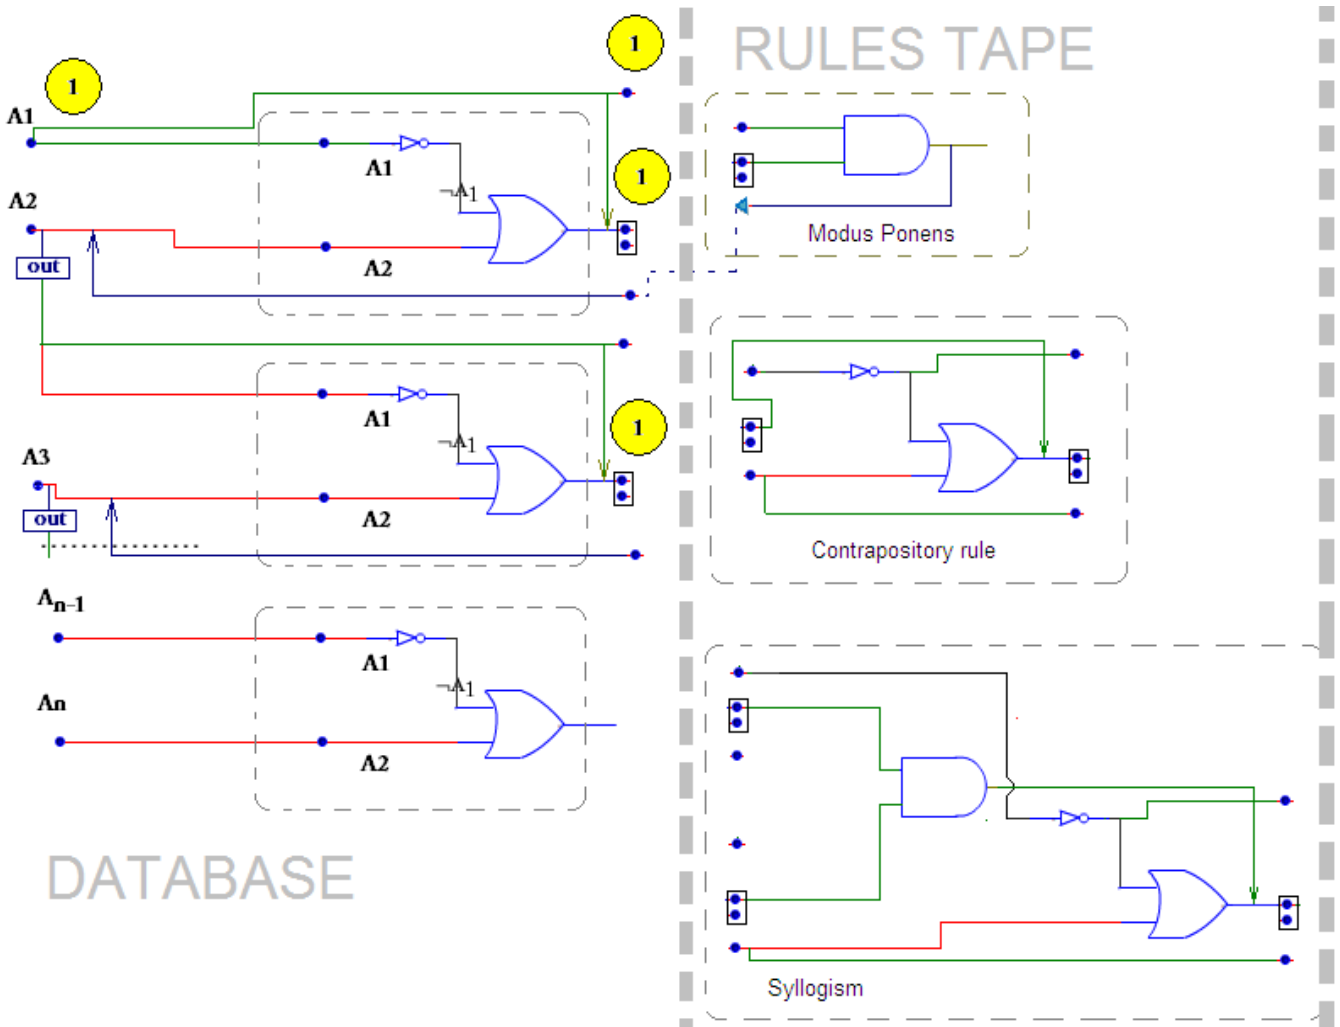 1
A1
1
A1
¬A1
A2
A2
1
out
A1
¬A1
A2
1
A3
out
An-1
A1
¬A1
An
A2
DATABASE
RULES TAPE
Modus Ponens
Contrapository rule
Syllogism